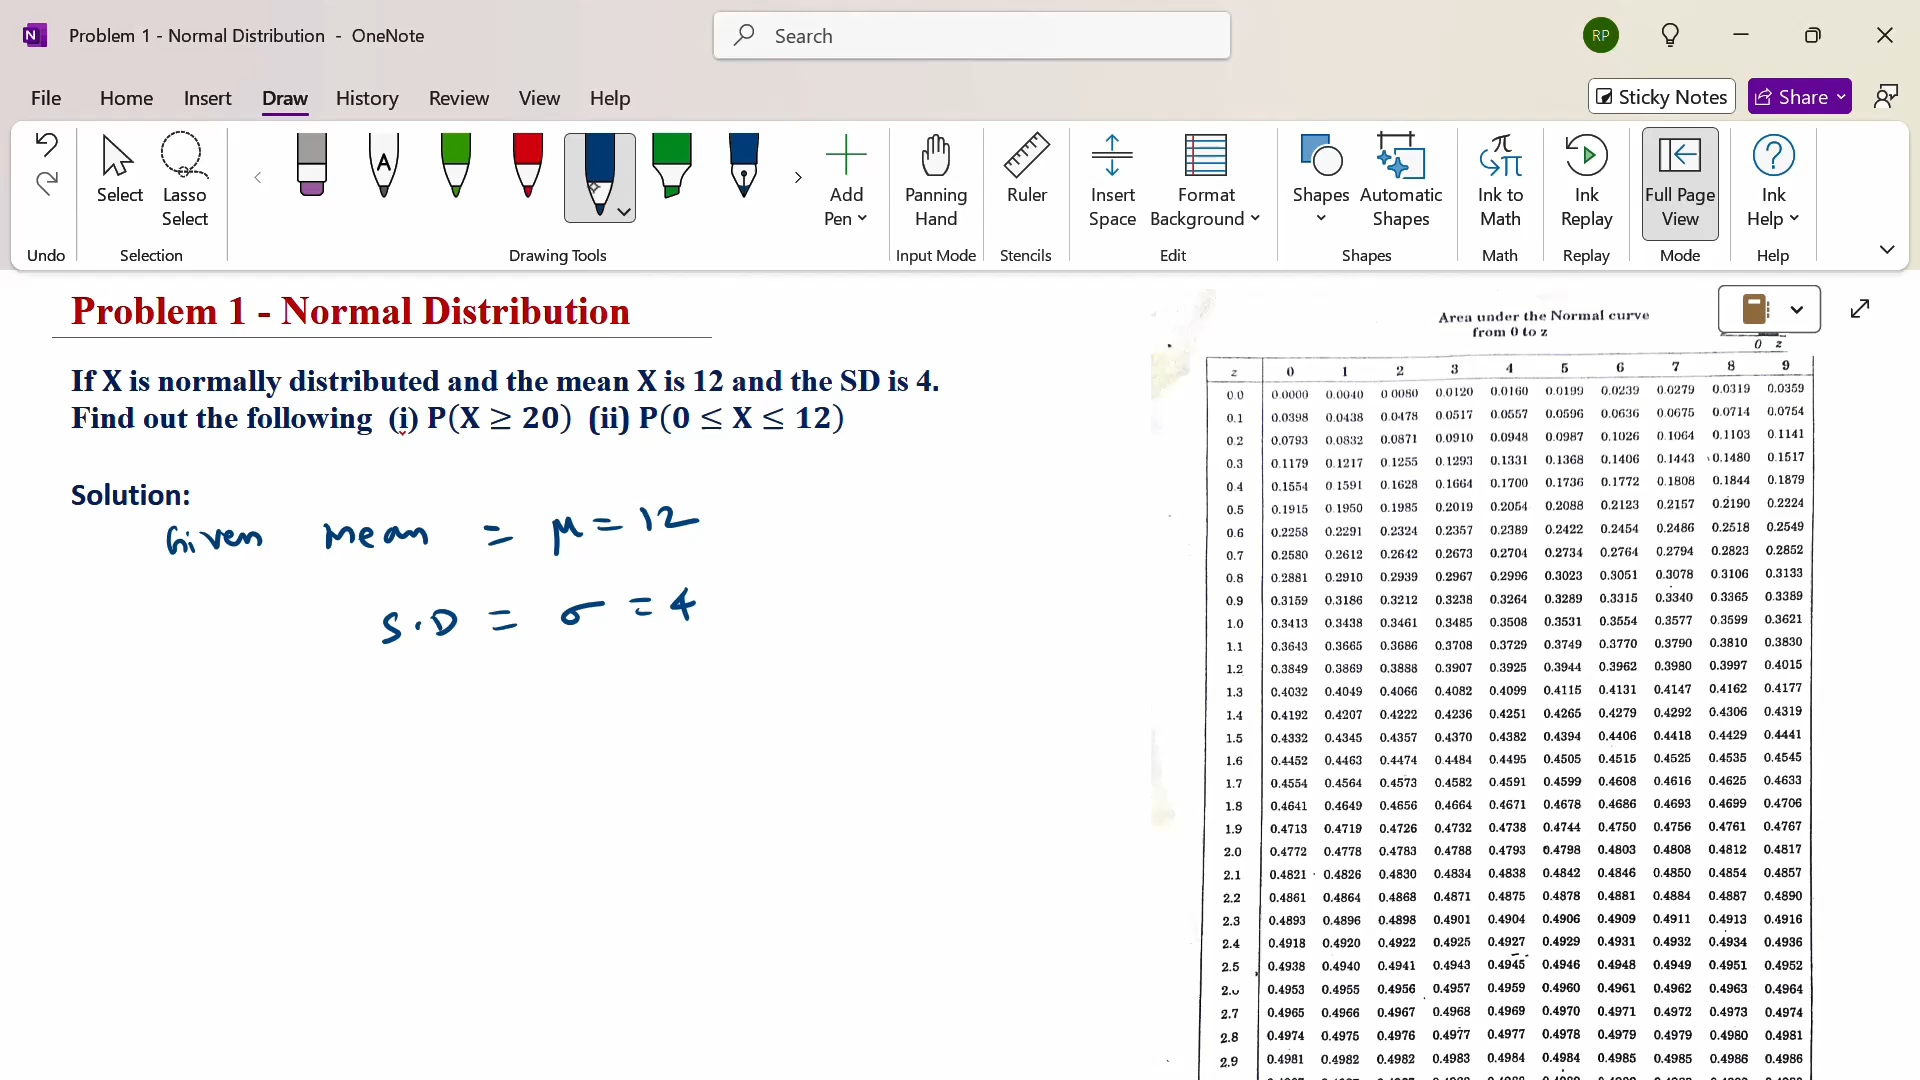 Problem 1 - Normal Distribution - OneNote
Search
RP
File Home Insert Draw History Review View Help
Sticky Notes
Share
Select
Lasso Select
A
Add Pen
Panning Hand
Ruler
Insert Space
Format Background
Shapes
Automatic Shapes
Ink to Math
Ink Replay
Full Page View
Ink Help
Undo Selection Drawing Tools Input Mode Stencils Edit Shapes Math Replay Mode Help
Problem 1 - Normal Distribution
If X is normally distributed and the mean X is 12 and the SD is 4.
Find out the following (i) P(X ≥ 20) (ii) P(0 ≤ X ≤ 12)
Solution:
Given mean = μ = 12
S.D = σ = 4
Area under the Normal curve
from 0 to z
0 z
z 0 1 2 3 4 5 6 7 8 9
0.0 0.0000 0.0040 0.0080 0.0120 0.0160 0.0199 0.0239 0.0279 0.0319 0.0359
0.1 0.0398 0.0438 0.0478 0.0517 0.0557 0.0596 0.0636 0.0675 0.0714 0.0754
0.2 0.0793 0.0832 0.0871 0.0910 0.0948 0.0987 0.1026 0.1064 0.1103 0.1141
0.3 0.1179 0.1217 0.1255 0.1293 0.1331 0.1368 0.1406 0.1443 0.1480 0.1517
0.4 0.1554 0.1591 0.1628 0.1664 0.1700 0.1736 0.1772 0.1808 0.1844 0.1879
0.5 0.1915 0.1950 0.1985 0.2019 0.2054 0.2088 0.2123 0.2157 0.2190 0.2224
0.6 0.2258 0.2291 0.2324 0.2357 0.2389 0.2422 0.2454 0.2486 0.2518 0.2549
0.7 0.2580 0.2612 0.2642 0.2673 0.2704 0.2734 0.2764 0.2794 0.2823 0.2852
0.8 0.2881 0.2910 0.2939 0.2967 0.2996 0.3023 0.3051 0.3078 0.3106 0.3133
0.9 0.3159 0.3186 0.3212 0.3238 0.3264 0.3289 0.3315 0.3340 0.3365 0.3389
1.0 0.3413 0.3438 0.3461 0.3485 0.3508 0.3531 0.3554 0.3577 0.3599 0.3621
1.1 0.3643 0.3665 0.3686 0.3708 0.3729 0.3749 0.3770 0.3790 0.3810 0.3830
1.2 0.3849 0.3869 0.3888 0.3907 0.3925 0.3944 0.3962 0.3980 0.3997 0.4015
1.3 0.4032 0.4049 0.4066 0.4082 0.4099 0.4115 0.4131 0.4147 0.4162 0.4177
1.4 0.4192 0.4207 0.4222 0.4236 0.4251 0.4265 0.4279 0.4292 0.4306 0.4319
1.5 0.4332 0.4345 0.4357 0.4370 0.4382 0.4394 0.4406 0.4418 0.4429 0.4441
1.6 0.4452 0.4463 0.4474 0.4484 0.4495 0.4505 0.4515 0.4525 0.4535 0.4545
1.7 0.4554 0.4564 0.4573 0.4582 0.4591 0.4599 0.4608 0.4616 0.4625 0.4633
1.8 0.4641 0.4649 0.4656 0.4664 0.4671 0.4678 0.4686 0.4693 0.4699 0.4706
1.9 0.4713 0.4719 0.4726 0.4732 0.4738 0.4744 0.4750 0.4756 0.4761 0.4767
2.0 0.4772 0.4778 0.4783 0.4788 0.4793 0.4798 0.4803 0.4808 0.4812 0.4817
2.1 0.4821 0.4826 0.4830 0.4834 0.4838 0.4842 0.4846 0.4850 0.4854 0.4857
2.2 0.4861 0.4864 0.4868 0.4871 0.4875 0.4878 0.4881 0.4884 0.4887 0.4890
2.3 0.4893 0.4896 0.4898 0.4901 0.4904 0.4906 0.4909 0.4911 0.4913 0.4916
2.4 0.4918 0.4920 0.4922 0.4925 0.4927 0.4929 0.4931 0.4932 0.4934 0.4936
2.5 0.4938 0.4940 0.4941 0.4943 0.4945 0.4946 0.4948 0.4949 0.4951 0.4952
0.4953 0.4955 0.4956 0.4957 0.4959 0.4960 0.4961 0.4962 0.4963 0.4964
2.7 0.4965 0.4966 0.4967 0.4968 0.4969 0.4970 0.4971 0.4972 0.4973 0.4974
2.8 0.4974 0.4975 0.4976 0.4977 0.4977 0.4978 0.4979 0.4979 0.4980 0.4981
2.9 0.4981 0.4982 0.4982 0.4983 0.4984 0.4984 0.4985 0.4985 0.4986 0.4986